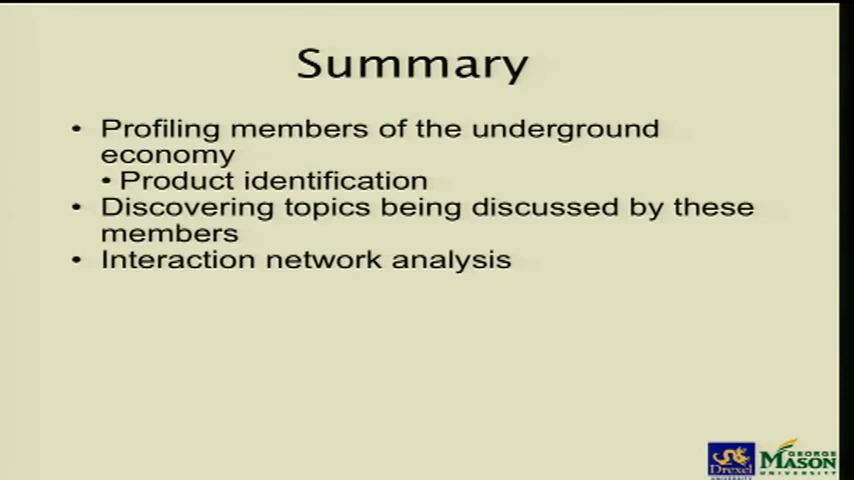 Summary
• Profiling members of the underground
economy
• Product identification
• Discovering topics being discussed by these
members
• Interaction network analysis
Drexel
UNIVERSITY
GEORGE
MASON
UNIVERSITY